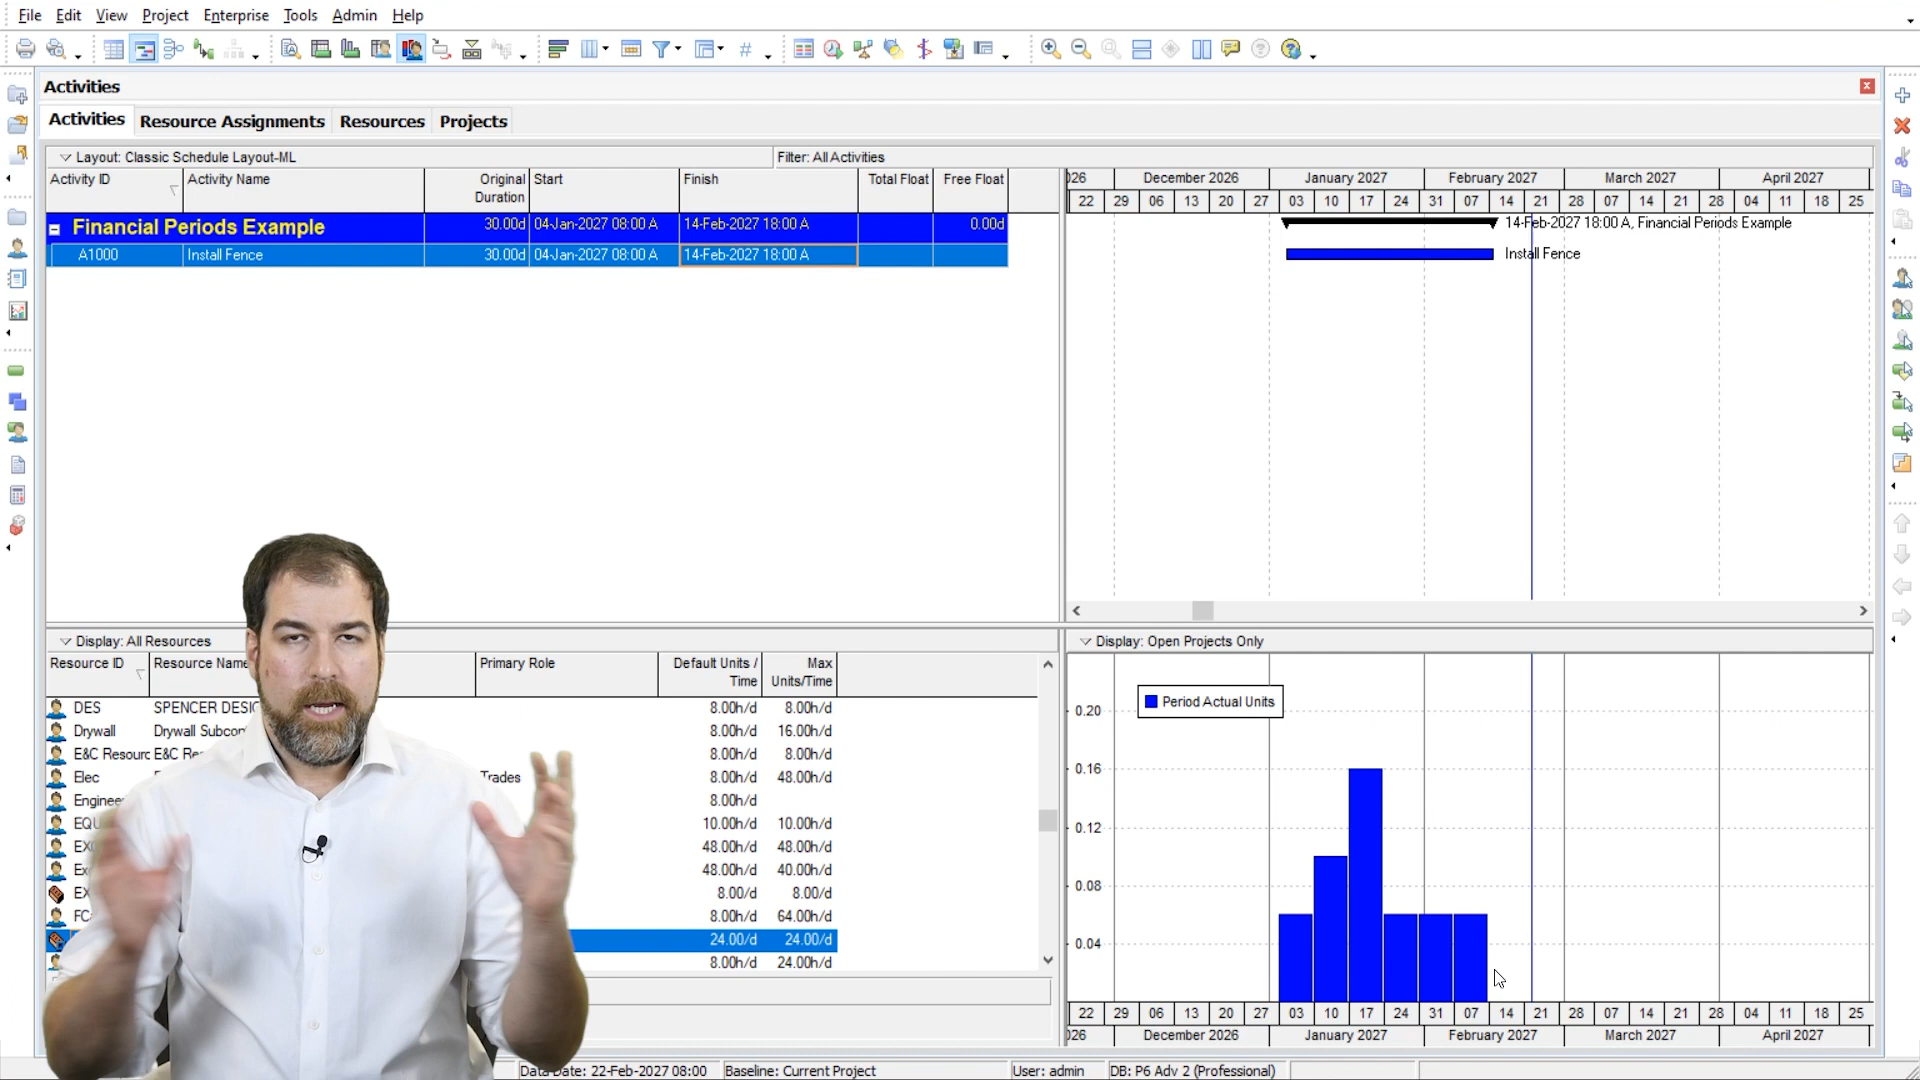 File Edit View Project Enterprise Tools Admin Help
Activities
Activities Resource Assignments Resources Projects
Layout: Classic Schedule Layout-ML Filter: All Activities
Activity ID Activity Name Original Duration Start Finish Total Float Free Float
Financial Periods Example 30.00d 04-Jan-2027 08:00 A 14-Feb-2027 18:00 A 0.00d
A1000 Install Fence 30.00d 04-Jan-2027 08:00 A 14-Feb-2027 18:00 A
026 December 2026 January 2027 February 2027 March 2027 April 2027
22 29 06 13 20 27 03 10 17 24 31 07 14 21 28 07 14 21 28 04 11 18 25
14-Feb-2027 18:00 A, Financial Periods Example
Install Fence
Display: All Resources
Resource ID Resource Name Primary Role Default Units / Time Max Units/Time
DES SPENCER DESIG 8.00h/d 8.00h/d
Drywall Drywall Subcon 8.00h/d 16.00h/d
E&C Resourc E&C Re 8.00h/d 8.00h/d
Elec Trades 8.00h/d 48.00h/d
Enginee 8.00h/d
EQU 10.00h/d 10.00h/d
EX 48.00h/d 48.00h/d
Ex 48.00h/d 40.00h/d
EX 8.00/d 8.00/d
FC 8.00h/d 64.00h/d
24.00/d 24.00/d
8.00h/d 24.00h/d
Display: Open Projects Only
Period Actual Units
0.20
0.16
0.12
0.08
0.04
22 29 06 13 20 27 03 10 17 24 31 07 14 21 28 07 14 21 28 04 11 18 25
026 December 2026 January 2027 February 2027 March 2027 April 2027
Data Date: 22-Feb-2027 08:00 Baseline: Current Project User: admin DB: P6 Adv 2 (Professional)